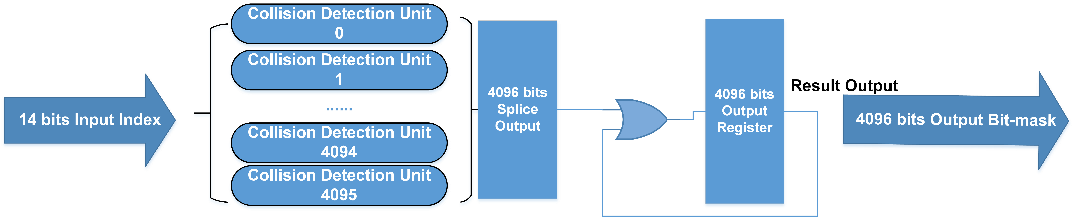 14 bits Input Index
Collision Detection Unit
0
Collision Detection Unit
1
......
Collision Detection Unit
4094
Collision Detection Unit
4095
4096 bits
Splice
Output
4096 bits
Output
Register
Result Output
4096 bits Output Bit-mask